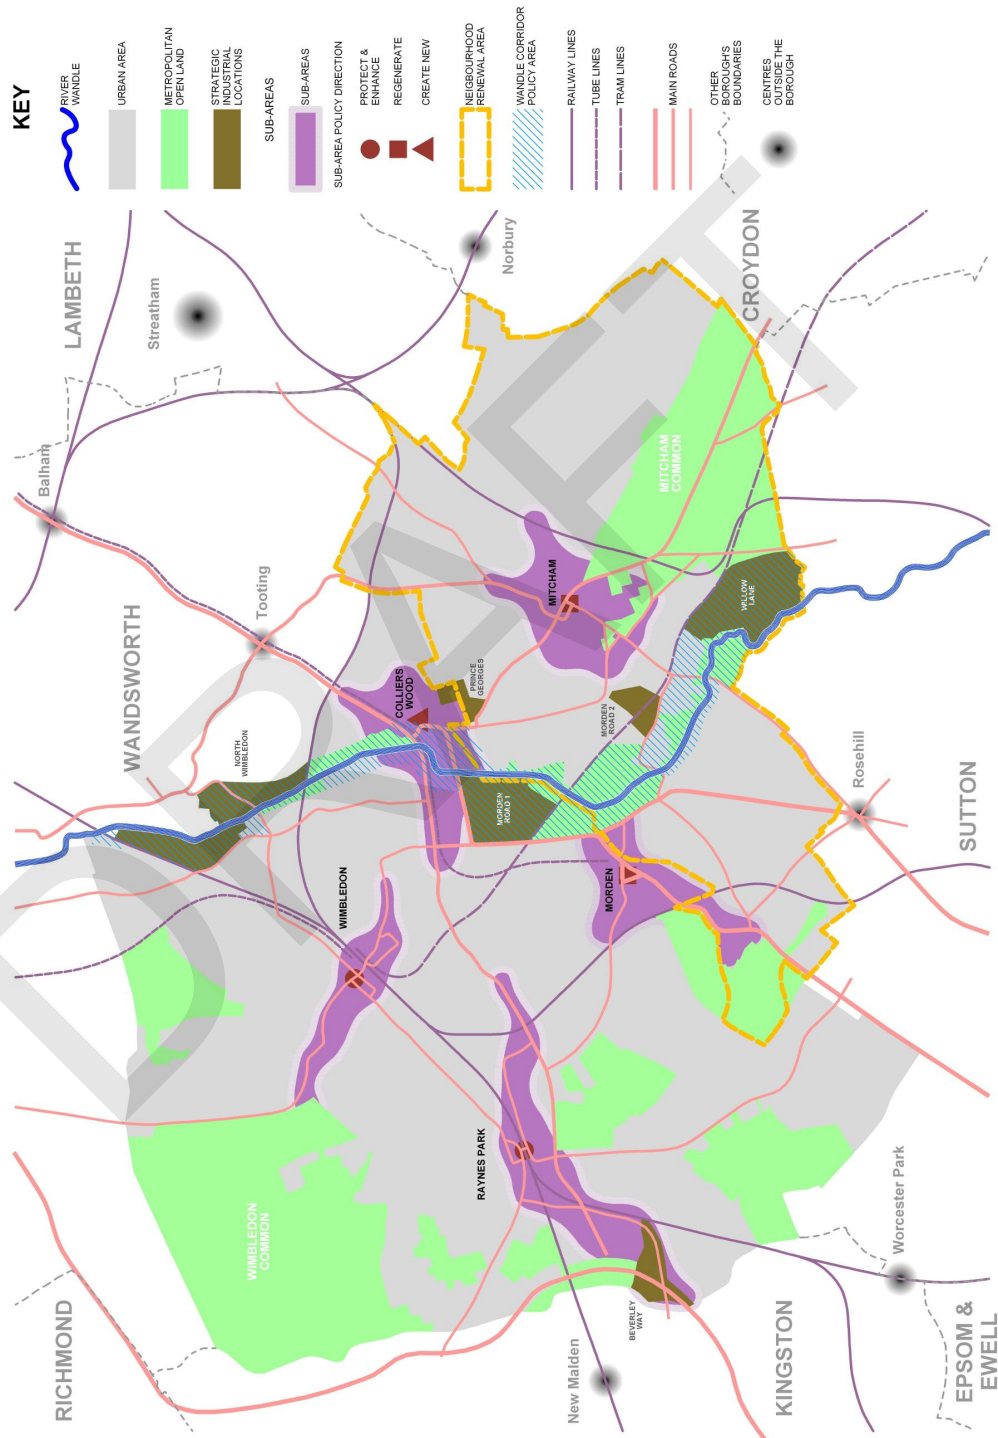 KEY
RIVER
WANDLE
URBAN AREA
METROPOLITAN
OPEN LAND
STRATEGIC
INDUSTRIAL
LOCATIONS
SUB-AREAS
SUB-AREAS
SUB-AREA POLICY DIRECTION
PROTECT &
ENHANCE
REGENERATE
CREATE NEW
NEIGBOURHOOD
RENEWAL AREA
WANDLE CORRIDOR
POLICY AREA
RAILWAY LINES
TUBE LINES
TRAM LINES
MAIN ROADS
OTHER
BOROUGH'S
BOUNDARIES
CENTRES
OUTSIDE THE
BOROUGH
RICHMOND
WANDSWORTH
LAMBETH
Balham
Streatham
Tooting
Norbury
NORTH
WIMBLEDON
WIMBLEDON
COMMON
WIMBLEDON
COLLIERS
WOOD
PRINCE
GEORGES
MITCHAM
RAYNES PARK
MORDEN
ROAD 1
MORDEN
ROAD 2
MITCHAM
COMMON
MORDEN
WILLOW
LANE
BEVERLEY
WAY
New Malden
KINGSTON
Worcester Park
EPSOM &
EWELL
Rosehill
SUTTON
CROYDON
DRAFT